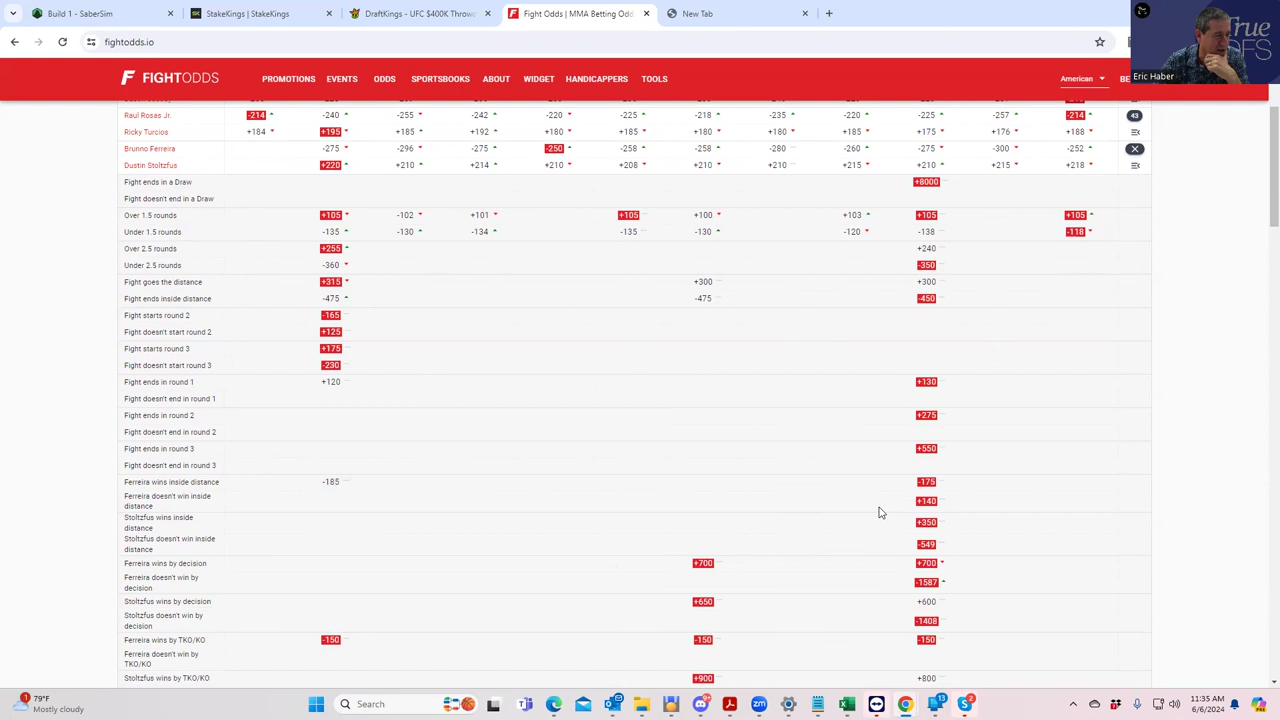 Build 1 - SaberSim
StakeKings | StakeKings
DraftKings - UFC $400K Throw
Fight Odds | MMA Betting Odd
New Tab
fightodds.io
True
DFS
Eric Haber
FIGHTODDS
PROMOTIONS EVENTS ODDS SPORTSBOOKS ABOUT WIDGET HANDICAPPERS TOOLS
American
BE
Raul Rosas Jr. -214 -240 -255 -242 -220 -225 -218 -235 -220 -225 -257 -214 43
Ricky Turcios +184 +195 +185 +192 +180 +185 +180 +180 +185 +175 +176 +188
Brunno Ferreira -275 -296 -275 -250 -258 -258 -280 -260 -275 -300 -252
Dustin Stoltzfus +220 +210 +214 +210 +208 +210 +210 +215 +210 +215 +218
Fight ends in a Draw +8000
Fight doesn't end in a Draw
Over 1.5 rounds +105 -102 +101 +105 +100 +103 +105 +105
Under 1.5 rounds -135 -130 -134 -135 -130 -120 -138 -118
Over 2.5 rounds +255 +240
Under 2.5 rounds -360 -350
Fight goes the distance +315 +300 +300
Fight ends inside distance -475 -475 -450
Fight starts round 2 -165
Fight doesn't start round 2 +125
Fight starts round 3 +175
Fight doesn't start round 3 -230
Fight ends in round 1 +120 +130
Fight doesn't end in round 1
Fight ends in round 2 +275
Fight doesn't end in round 2
Fight ends in round 3 +550
Fight doesn't end in round 3
Ferreira wins inside distance -185 -175
Ferreira doesn't win inside
distance +140
Stoltzfus wins inside
distance +350
Stoltzfus doesn't win inside
distance -549
Ferreira wins by decision +700 +700
Ferreira doesn't win by
decision -1587
Stoltzfus wins by decision +650 +600
Stoltzfus doesn't win by
decision -1408
Ferreira wins by TKO/KO -150 -150 -150
Ferreira doesn't win by
TKO/KO
Stoltzfus wins by TKO/KO +900 +800
1
79°F
Mostly cloudy
Search
13
2
11:35 AM
6/6/2024